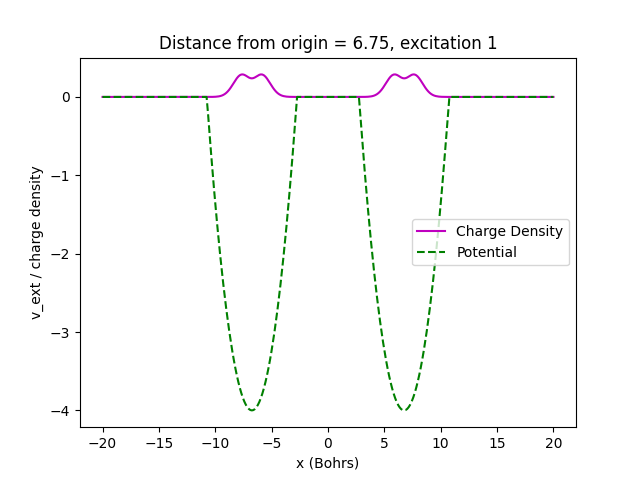 Distance from origin = 6.75, excitation 1
v_ext / charge density
0
−1
−2
−3
−4
Charge Density
Potential
−20 −15 −10 −5 0 5 10 15 20
x (Bohrs)